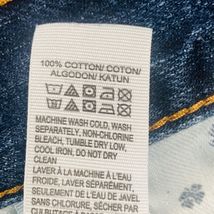 100% COTTON/ COTON/
ALGODON/ KATUN
MACHINE WASH COLD, WASH
SEPARATELY, NON-CHLORINE
BLEACH, TUMBLE DRY LOW,
COOL IRON, DO NOT DRY
CLEAN
LAVER À LA MACHINE À L'EAU
FROIDE, LAVER SÉPARÉMENT,
SEULEMENT DE L'EAU DE JAVEL
SANS CHLORURE, SÉCHER PAR
CULBUTAGE À